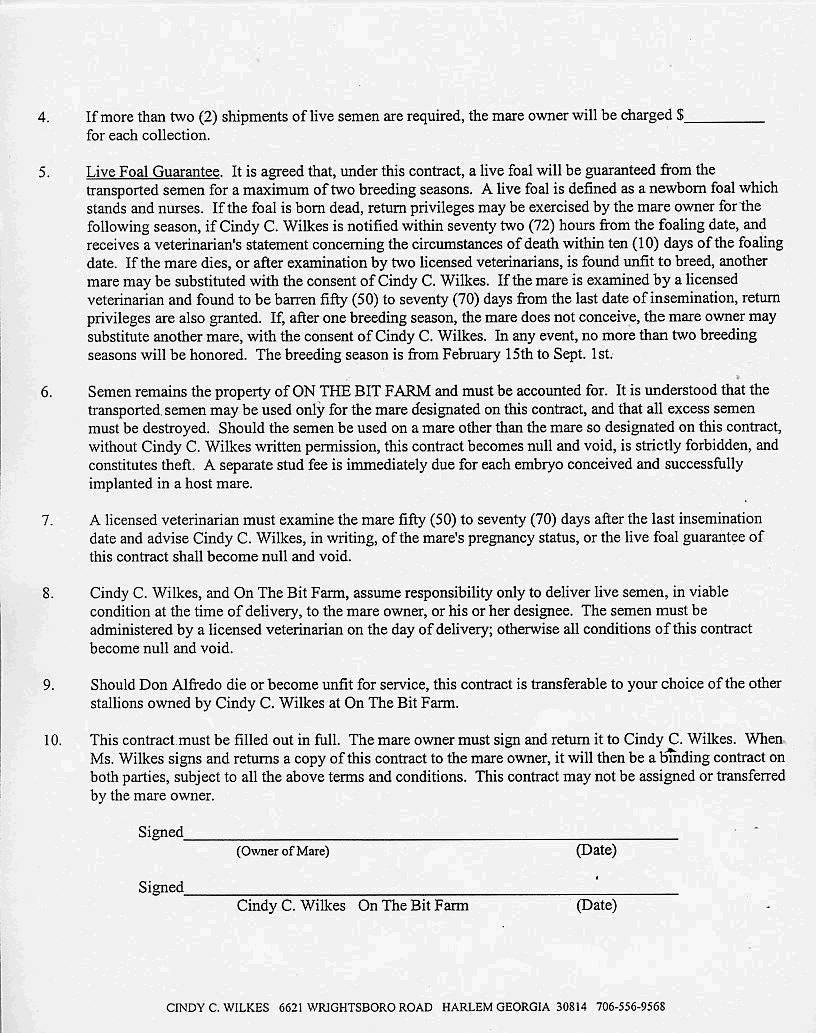 4. If more than two (2) shipments of live semen are required, the mare owner will be charged $__________
for each collection.
5. Live Foal Guarantee. It is agreed that, under this contract, a live foal will be guaranteed from the
transported semen for a maximum of two breeding seasons. A live foal is defined as a newborn foal which
stands and nurses. If the foal is born dead, return privileges may be exercised by the mare owner for the
following season, if Cindy C. Wilkes is notified within seventy two (72) hours from the foaling date, and
receives a veterinarian's statement concerning the circumstances of death within ten (10) days of the foaling
date. If the mare dies, or after examination by two licensed veterinarians, is found unfit to breed, another
mare may be substituted with the consent of Cindy C. Wilkes. If the mare is examined by a licensed
veterinarian and found to be barren fifty (50) to seventy (70) days from the last date of insemination, return
privileges are also granted. If, after one breeding season, the mare does not conceive, the mare owner may
substitute another mare, with the consent of Cindy C. Wilkes. In any event, no more than two breeding
seasons will be honored. The breeding season is from February 15th to Sept. 1st.
6. Semen remains the property of ON THE BIT FARM and must be accounted for. It is understood that the
transported semen may be used only for the mare designated on this contract, and that all excess semen
must be destroyed. Should the semen be used on a mare other than the mare so designated on this contract,
without Cindy C. Wilkes written permission, this contract becomes null and void, is strictly forbidden, and
constitutes theft. A separate stud fee is immediately due for each embryo conceived and successfully
implanted in a host mare.
7. A licensed veterinarian must examine the mare fifty (50) to seventy (70) days after the last insemination
date and advise Cindy C. Wilkes, in writing, of the mare's pregnancy status, or the live foal guarantee of
this contract shall become null and void.
8. Cindy C. Wilkes, and On The Bit Farm, assume responsibility only to deliver live semen, in viable
condition at the time of delivery, to the mare owner, or his or her designee. The semen must be
administered by a licensed veterinarian on the day of delivery; otherwise all conditions of this contract
become null and void.
9. Should Don Alfredo die or become unfit for service, this contract is transferable to your choice of the other
stallions owned by Cindy C. Wilkes at On The Bit Farm.
10. This contract must be filled out in full. The mare owner must sign and return it to Cindy C. Wilkes. When
Ms. Wilkes signs and returns a copy of this contract to the mare owner, it will then be a binding contract on
both parties, subject to all the above terms and conditions. This contract may not be assigned or transferred
by the mare owner.
Signed____________________
(Owner of Mare) (Date)
Signed____________________
Cindy C. Wilkes On The Bit Farm (Date)
CINDY C. WILKES 6621 WRIGHTSBORO ROAD HARLEM GEORGIA 30814 706-556-9568